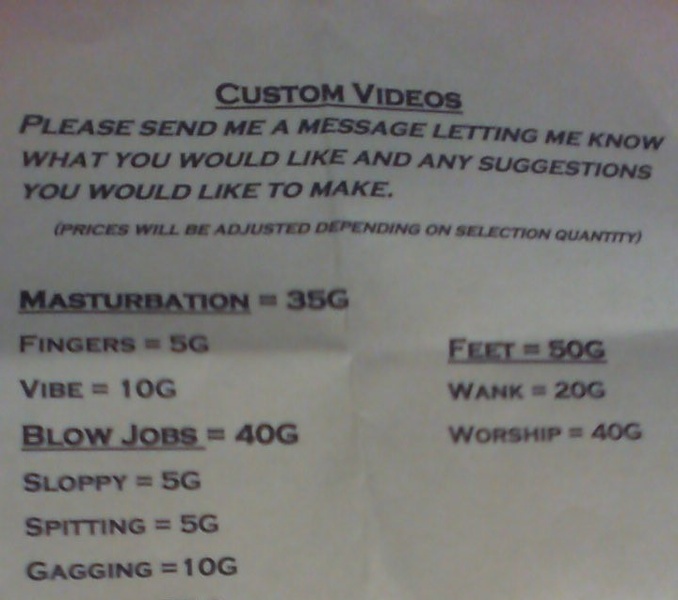 CUSTOM VIDEOS
PLEASE SEND ME A MESSAGE LETTING ME KNOW
WHAT YOU WOULD LIKE AND ANY SUGGESTIONS
YOU WOULD LIKE TO MAKE.
(PRICES WILL BE ADJUSTED DEPENDING ON SELECTION QUANTITY)
MASTURBATION = 35G
FINGERS = 5G
VIBE = 10G
BLOW JOBS = 40G
SLOPPY = 5G
SPITTING = 5G
GAGGING =10G
FEET = 50G
WANK = 20G
WORSHIP = 40G